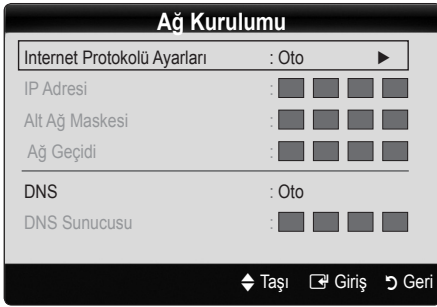 Ağ Kurulumu
Internet Protokolü Ayarları : Oto ►
IP Adresi :
Alt Ağ Maskesi :
Ağ Geçidi :
DNS : Oto
DNS Sunucusu :
Taşı Giriş Geri